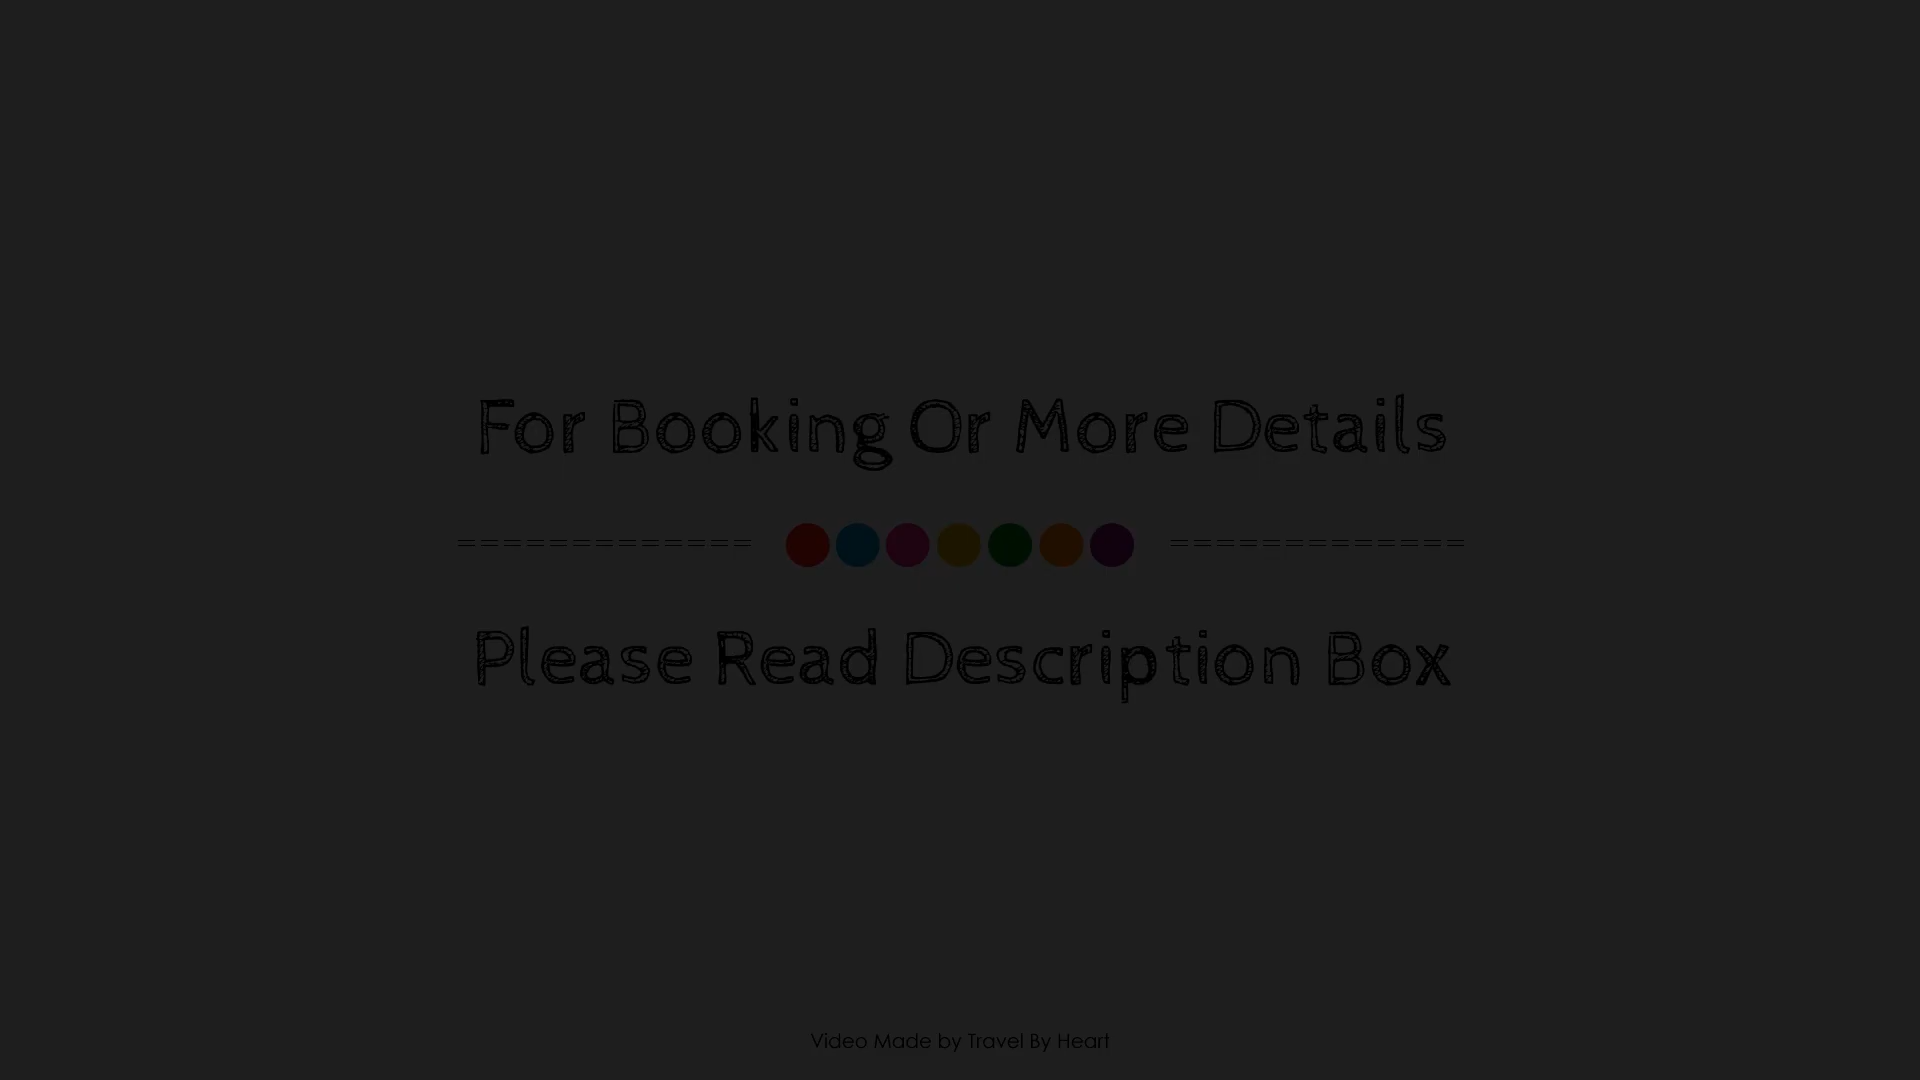 For Booking Or More Details
============= =============
Please Read Description Box
Video Made by Travel By Heart